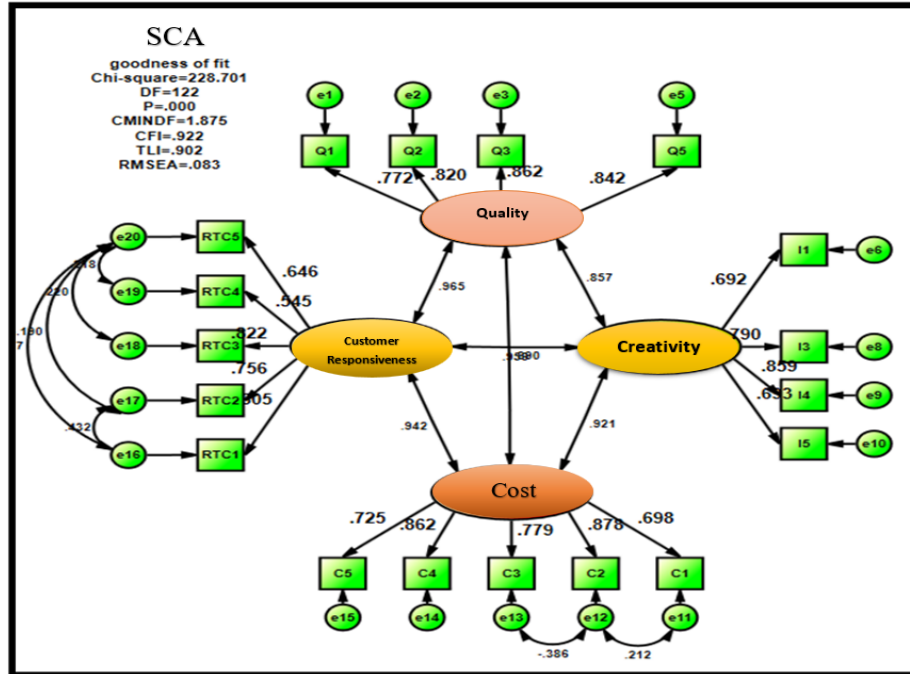 SCA
goodness of fit
Chi-square=228.701
DF=122
P=.000
CMINDF=1.875
CFI=.922
TLI=.902
RMSEA=.083
e1
e2
e3
e5
Q1
Q2
Q3
Q5
.772
.820
.862
.842
Quality
e20
RTC5
e19
RTC4
e18
RTC3
e17
RTC2
e16
RTC1
.220
.190
.432
.646
.545
.822
.756
Customer
Responsiveness
.965
.857
.942
.921
Creativity
.692
.790
.859
I1
e6
I3
e8
I4
e9
I5
e10
Cost
.725
.862
.779
.878
.698
C5
C4
C3
C2
C1
e15
e14
e13
e12
e11
-.386
.212